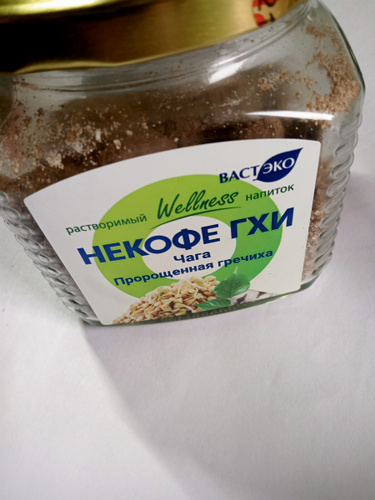 ВАСТЭКО
растворимый Wellness напиток
НЕКОФЕ ГХИ
Чага
Пророщенная гречиха